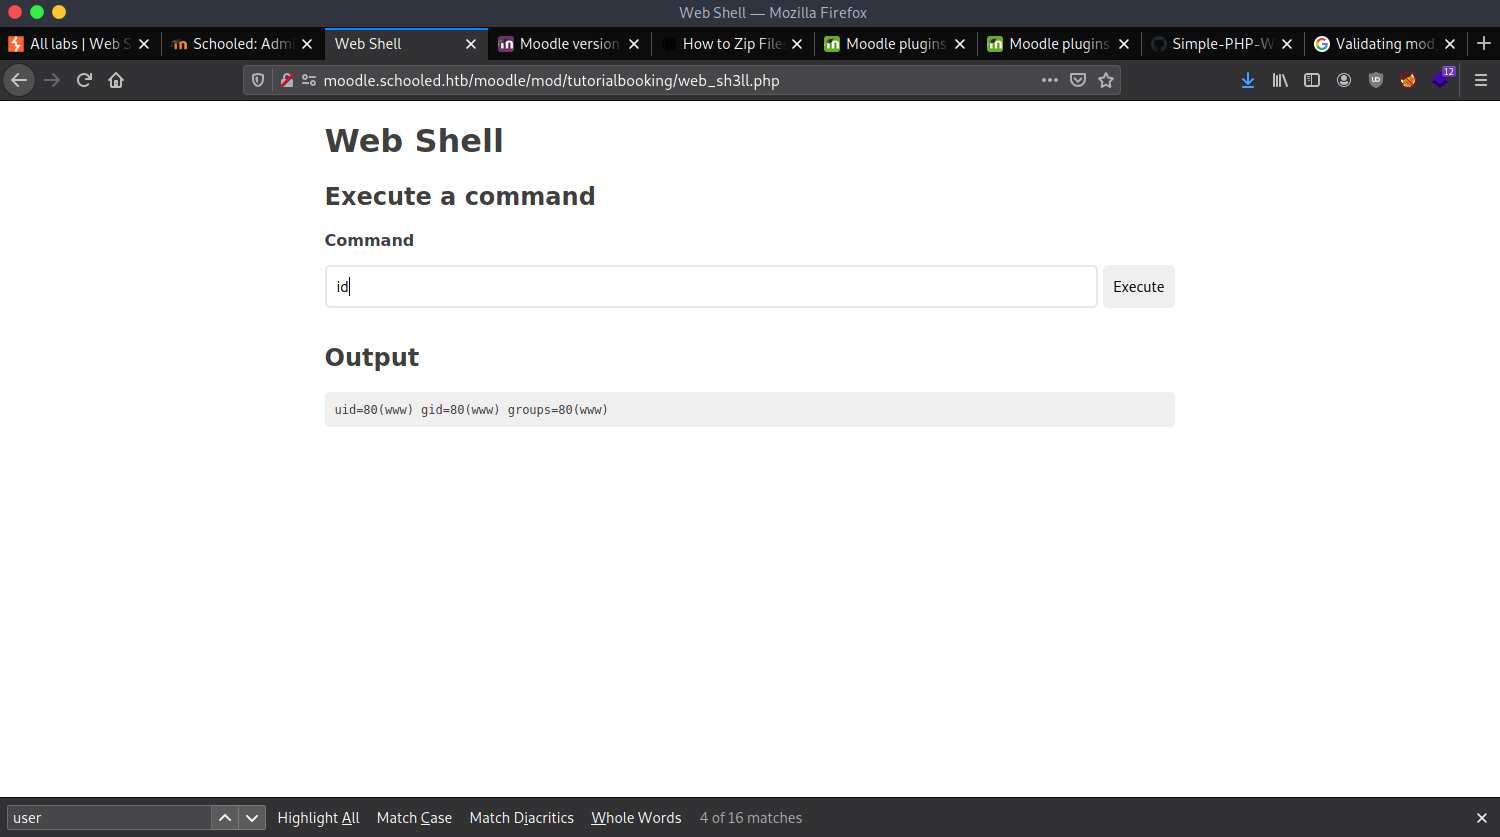 Web Shell — Mozilla Firefox
All labs | Web S
Schooled: Adm
Web Shell
Moodle version
How to Zip File
Moodle plugins
Moodle plugins
Simple-PHP-W
Validating mod
moodle.schooled.htb/moodle/mod/tutorialbooking/web_sh3ll.php
12
Web Shell
Execute a command
Command
id
Execute
Output
uid=80(www) gid=80(www) groups=80(www)
user
Highlight All
Match Case
Match Diacritics
Whole Words
4 of 16 matches